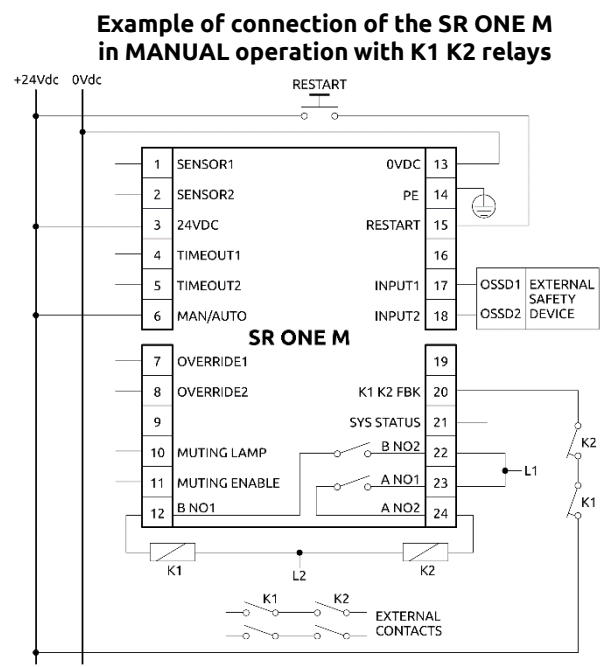 Example of connection of the SR ONE M
in MANUAL operation with K1 K2 relays
+24Vdc 0Vdc
RESTART
1 SENSOR1 0VDC 13
2 SENSOR2 PE 14
3 24VDC RESTART 15
4 TIMEOUT1 16
5 TIMEOUT2 INPUT1 17 OSSD1 EXTERNAL
SAFETY
6 MAN/AUTO INPUT2 18 OSSD2 DEVICE
SR ONE M
7 OVERRIDE1 19
8 OVERRIDE2 K1 K2 FBK 20
9 SYS STATUS 21
K2
10 MUTING LAMP B NO2 22
L1
11 MUTING ENABLE A NO1 23
K1
12 B NO1 A NO2 24
K1 L2 K2
K1 K2
EXTERNAL
CONTACTS